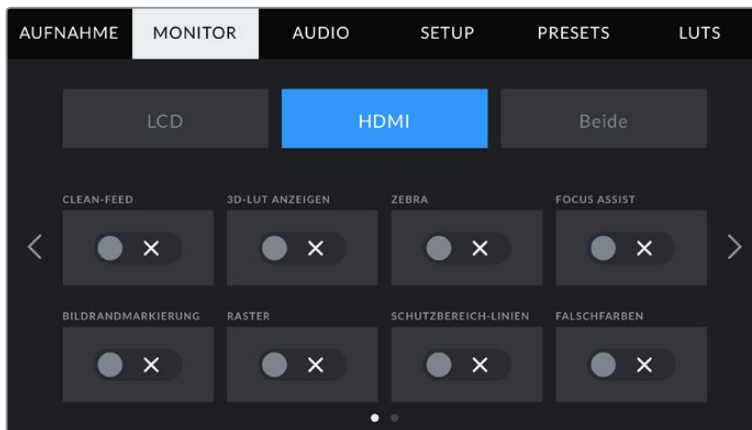 AUFNAHME MONITOR AUDIO SETUP PRESETS LUTS
LCD HDMI Beide
CLEAN-FEED 3D-LUT ANZEIGEN ZEBRA FOCUS ASSIST
BILDRANDMARKIERUNG RASTER SCHUTZBEREICH-LINIEN FALSCHFARBEN